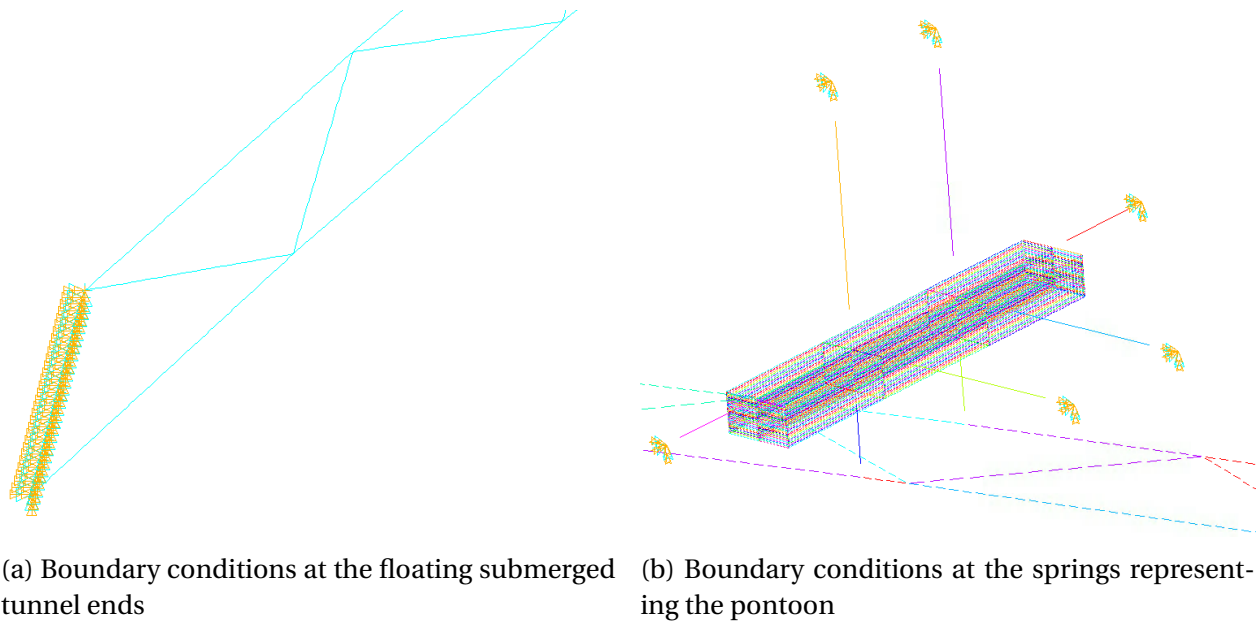 (a) Boundary conditions at the floating submerged
tunnel ends
(b) Boundary conditions at the springs represent-
ing the pontoon